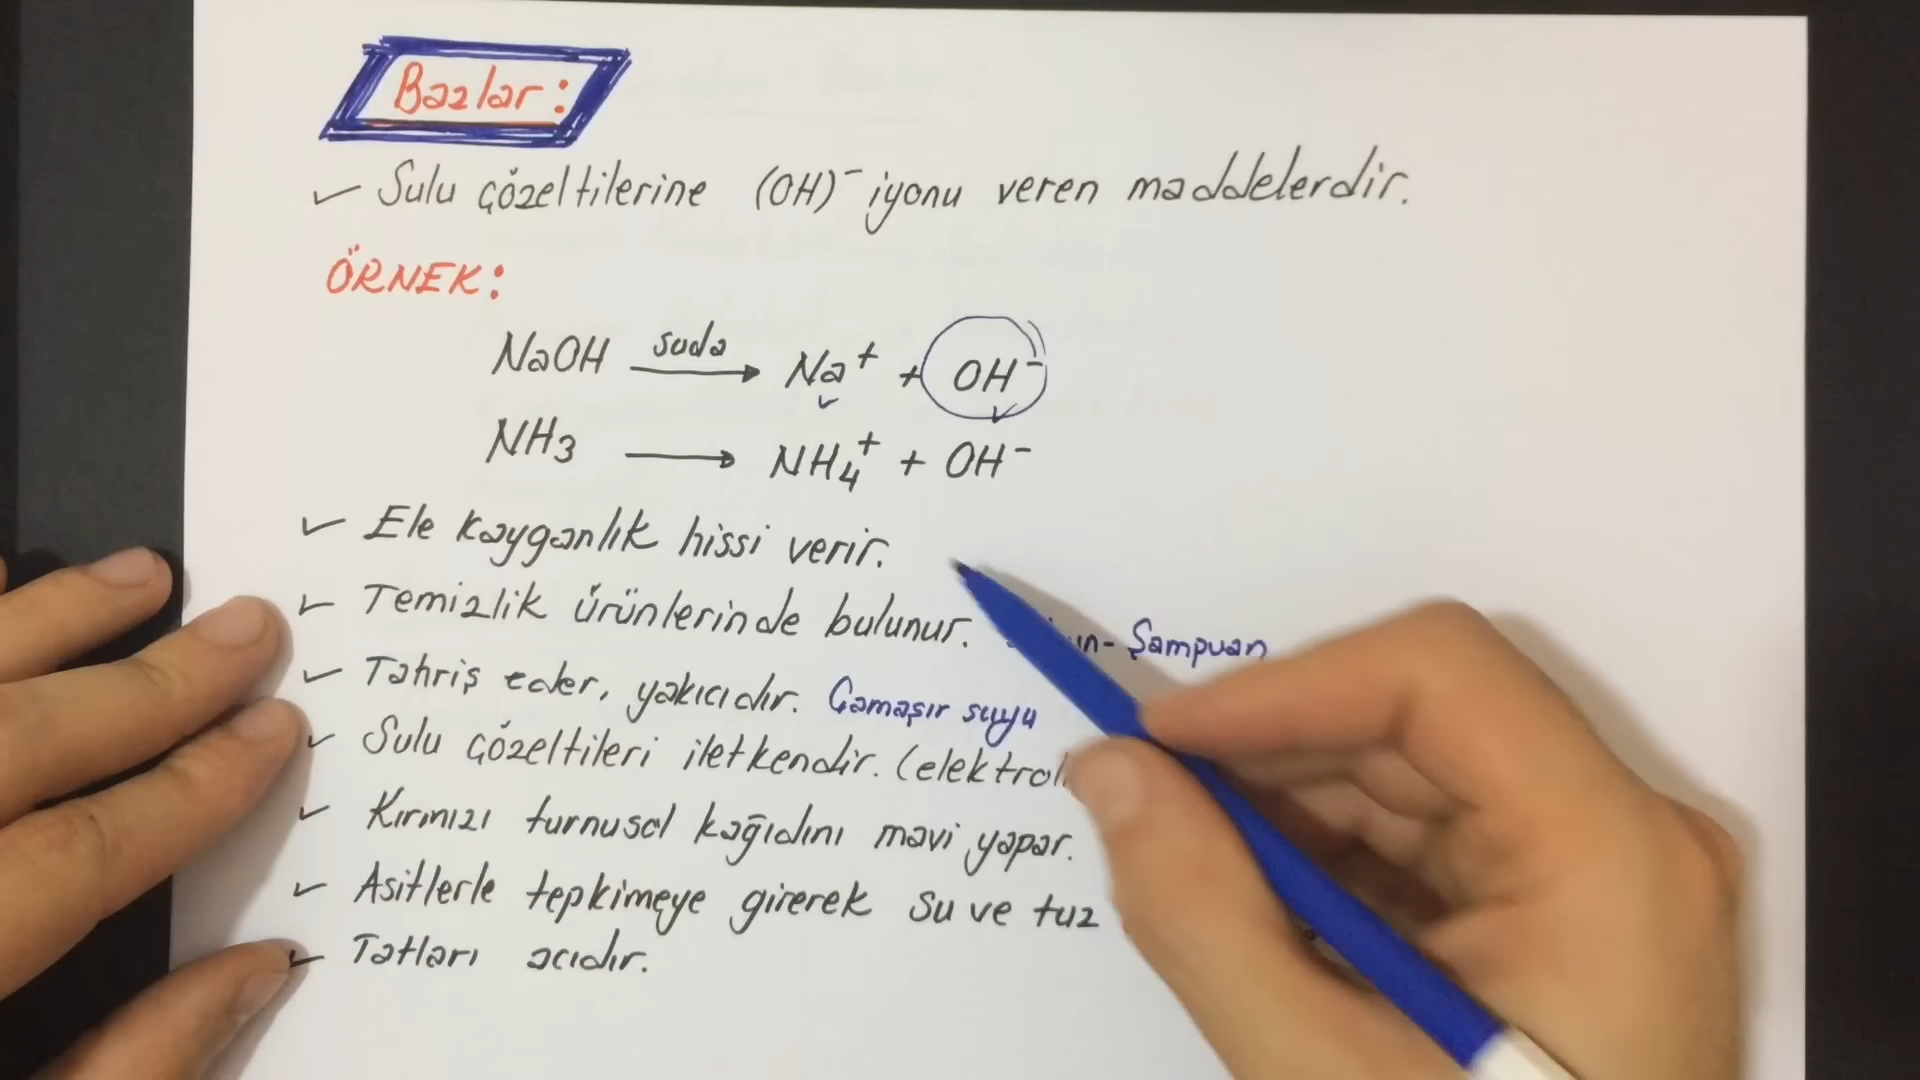 Bazlar:
✓ Sulu çözeltilerine (OH)⁻ iyonu veren maddelerdir.
ÖRNEK:
NaOH suda → Na⁺ + OH⁻
NH3 → NH₄⁺ + OH⁻
✓ Ele kayganlık hissi verir.
✓ Temizlik ürünlerinde bulunur. Şampuan
✓ Tahriş eder, yakıcıdır. Çamaşır suyu
✓ Sulu çözeltileri iletkendir.
✓ Kırmızı turnusol kağıdını mavi yapar.
✓ Asitlerle tepkimeye girerek su ve tuz
✓ Tatları acıdır.